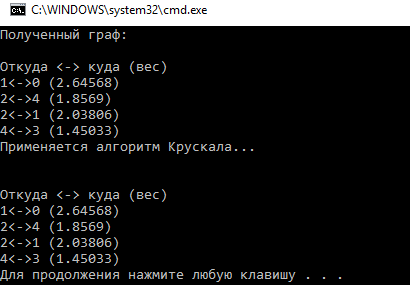 C:\WINDOWS\system32\cmd.exe
Полученный граф:
Откуда <-> куда (вес)
1<->0 (2.64568)
2<->4 (1.8569)
2<->1 (2.03806)
4<->3 (1.45033)
Применяется алгоритм Крускала...
Откуда <-> куда (вес)
1<->0 (2.64568)
2<->4 (1.8569)
2<->1 (2.03806)
4<->3 (1.45033)
Для продолжения нажмите любую клавишу . . .